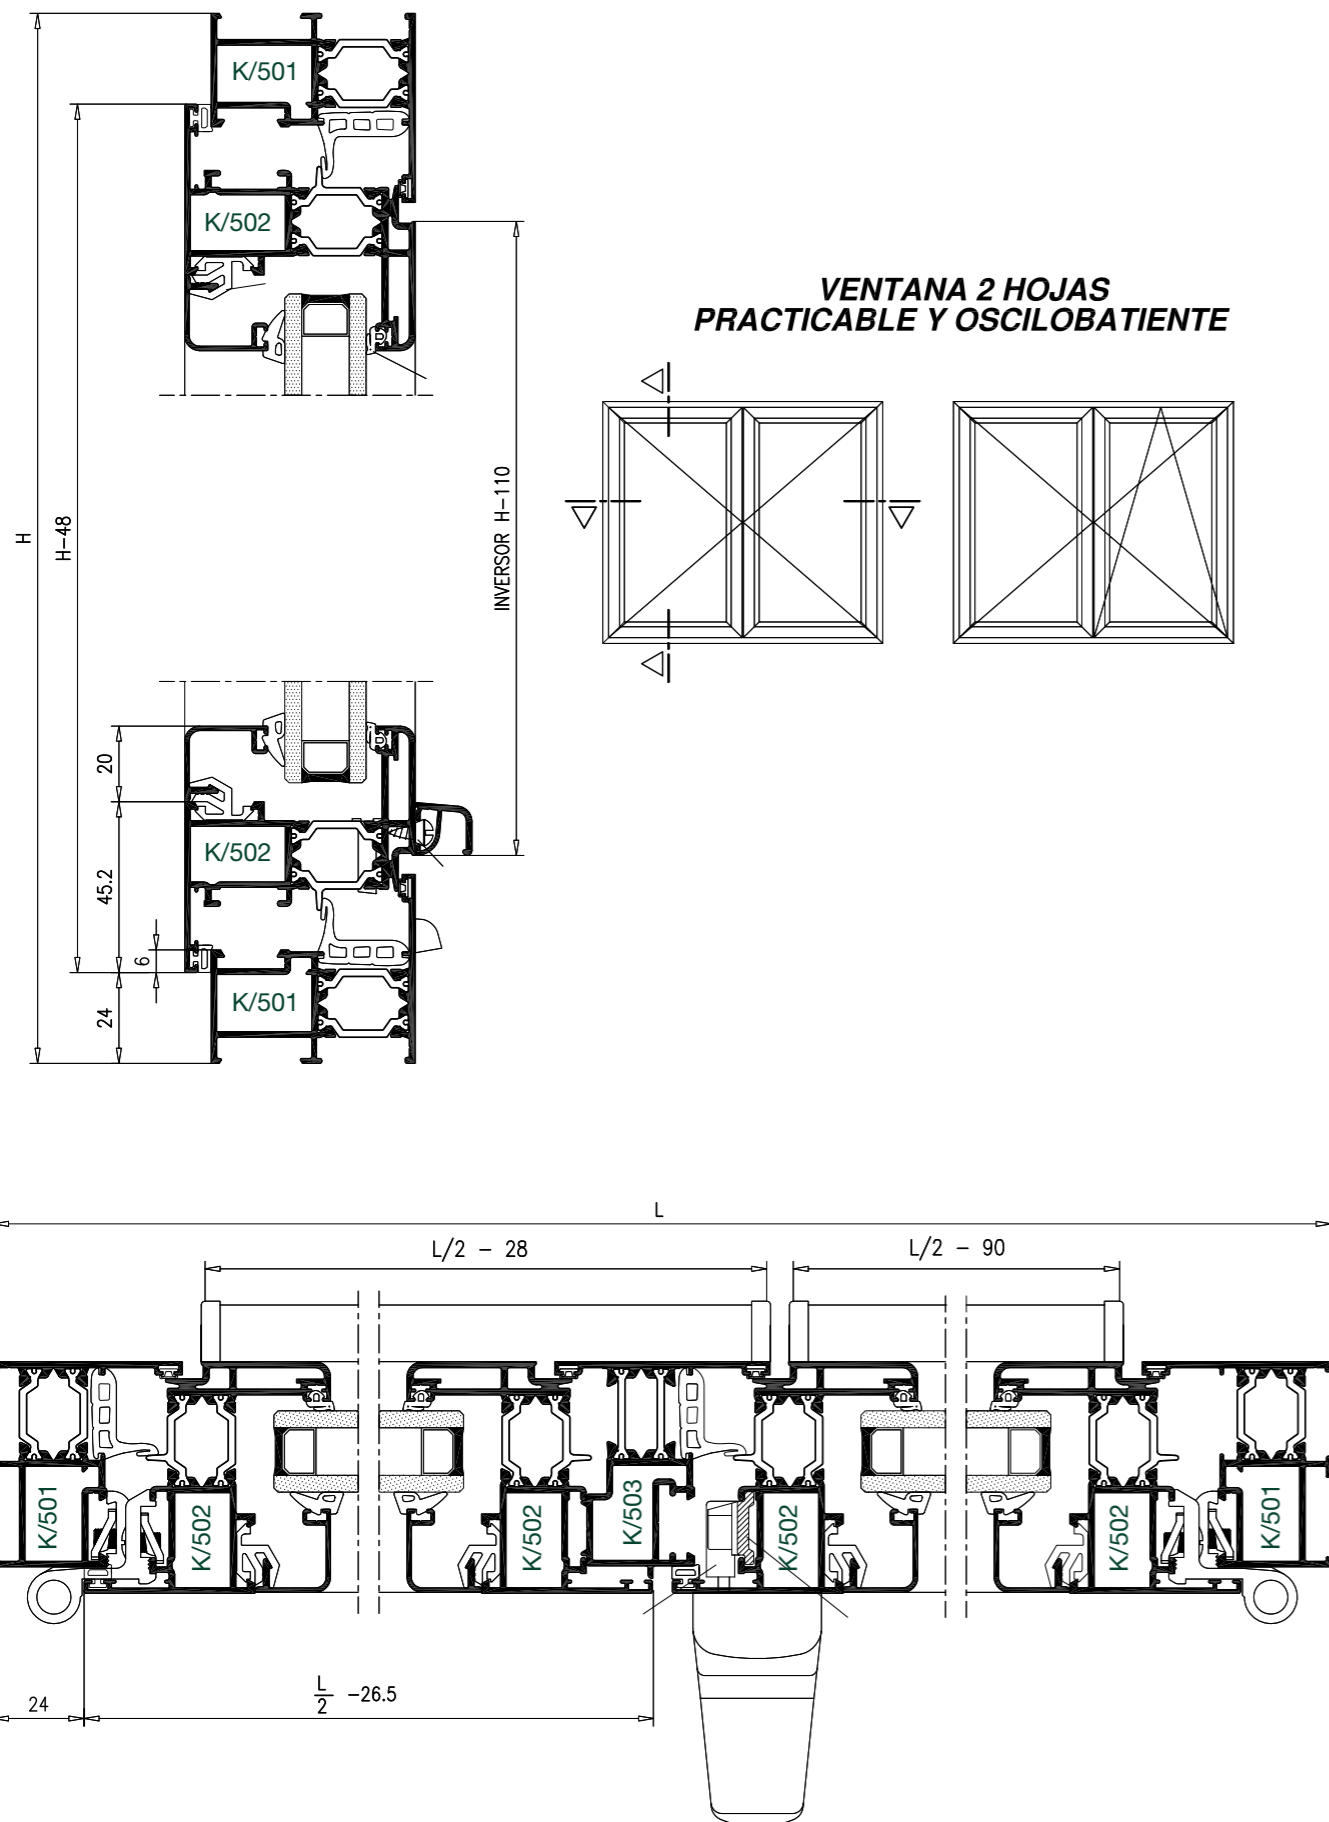 K/501
K/502
H
H-48
INVERSOR H-110
VENTANA 2 HOJAS
PRACTICABLE Y OSCILOBATIENTE
20
45.2
6
24
K/502
K/501
L
L/2 - 28
L/2 - 90
K/501
K/502
K/502
K/503
K/502
K/502
K/501
24
L/2 -26.5